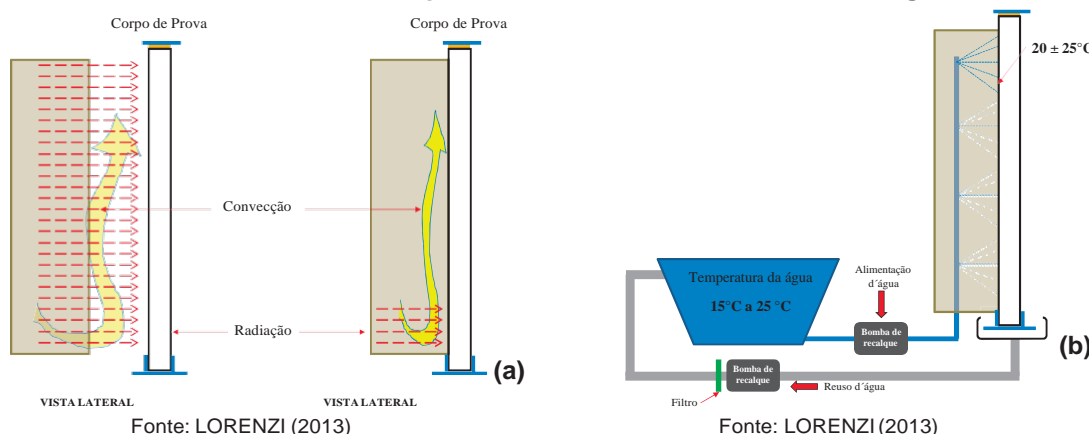 Corpo de Prova
Corpo de Prova
Convecção
Radiação
(a)
VISTA LATERAL
VISTA LATERAL
Fonte: LORENZI (2013)
20 ± 25°C
Temperatura da água
15°C a 25 °C
Alimentação
d´água
Bomba de
recalque
(b)
Bomba de
recalque
Reuso d´água
Filtro
Fonte: LORENZI (2013)